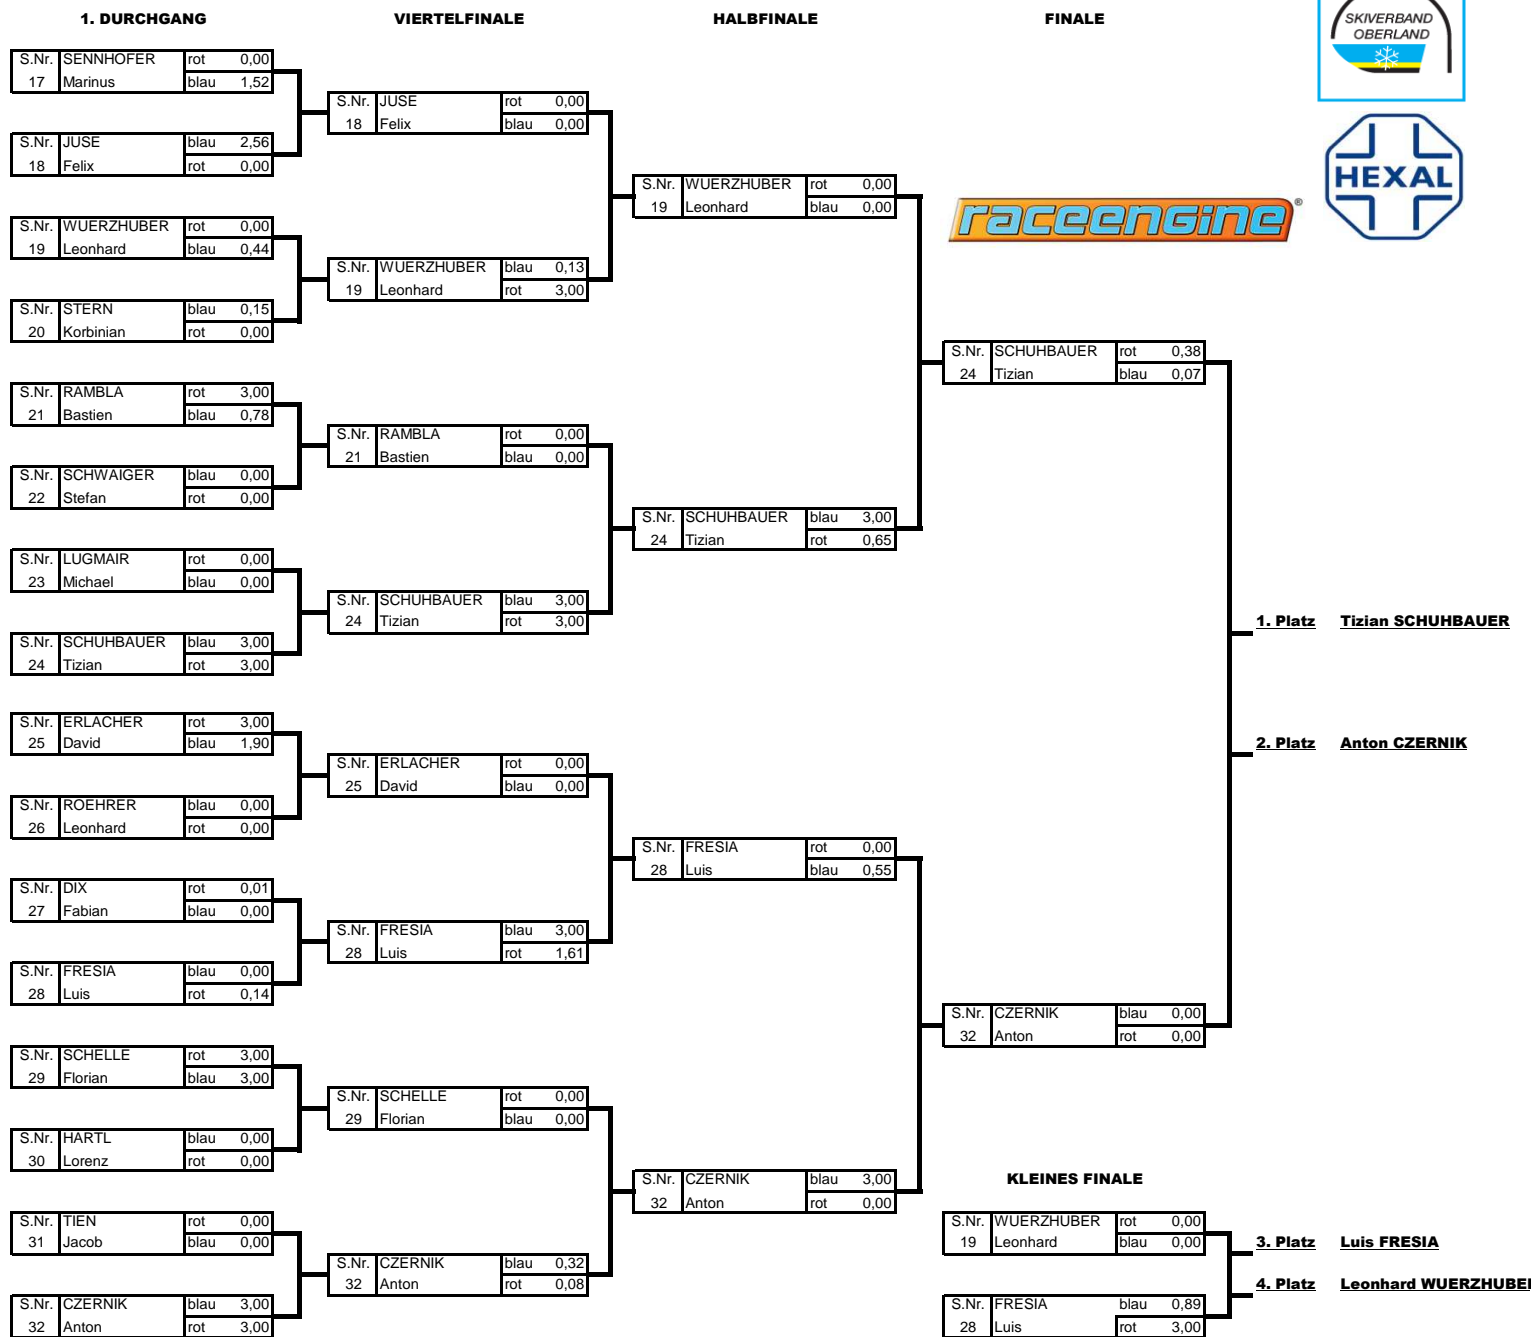 1. DURCHGANG VIERTELFINALE HALBFINALE FINALE
SKIVERBAND
OBERLAND
HEXAL
raceengine®
S.Nr. SENNHOFER rot 0,00
17 Marinus blau 1,52
S.Nr. JUSE blau 2,56
18 Felix rot 0,00
S.Nr. WUERZHUBER rot 0,00
19 Leonhard blau 0,44
S.Nr. STERN blau 0,15
20 Korbinian rot 0,00
S.Nr. RAMBLA rot 3,00
21 Bastien blau 0,78
S.Nr. SCHWAIGER blau 0,00
22 Stefan rot 0,00
S.Nr. LUGMAIR rot 0,00
23 Michael blau 0,00
S.Nr. SCHUHBAUER blau 3,00
24 Tizian rot 3,00
S.Nr. ERLACHER rot 3,00
25 David blau 1,90
S.Nr. ROEHRER blau 0,00
26 Leonhard rot 0,00
S.Nr. DIX rot 0,01
27 Fabian blau 0,00
S.Nr. FRESIA blau 0,00
28 Luis rot 0,14
S.Nr. SCHELLE rot 3,00
29 Florian blau 3,00
S.Nr. HARTL blau 0,00
30 Lorenz rot 0,00
S.Nr. TIEN rot 0,00
31 Jacob blau 0,00
S.Nr. CZERNIK blau 3,00
32 Anton rot 3,00
S.Nr. JUSE rot 0,00
18 Felix blau 0,00
S.Nr. WUERZHUBER blau 0,13
19 Leonhard rot 3,00
S.Nr. RAMBLA rot 0,00
21 Bastien blau 0,00
S.Nr. SCHUHBAUER blau 3,00
24 Tizian rot 3,00
S.Nr. ERLACHER rot 0,00
25 David blau 0,00
S.Nr. FRESIA blau 3,00
28 Luis rot 1,61
S.Nr. SCHELLE rot 0,00
29 Florian blau 0,00
S.Nr. CZERNIK blau 0,32
32 Anton rot 0,08
S.Nr. WUERZHUBER rot 0,00
19 Leonhard blau 0,00
S.Nr. SCHUHBAUER blau 3,00
24 Tizian rot 0,65
S.Nr. FRESIA rot 0,00
28 Luis blau 0,55
S.Nr. CZERNIK blau 3,00
32 Anton rot 0,00
S.Nr. SCHUHBAUER rot 0,38
24 Tizian blau 0,07
S.Nr. CZERNIK blau 0,00
32 Anton rot 0,00
1. Platz Tizian SCHUHBAUER
2. Platz Anton CZERNIK
KLEINES FINALE
S.Nr. WUERZHUBER rot 0,00
19 Leonhard blau 0,00
S.Nr. FRESIA blau 0,89
28 Luis rot 3,00
3. Platz Luis FRESIA
4. Platz Leonhard WUERZHUBER